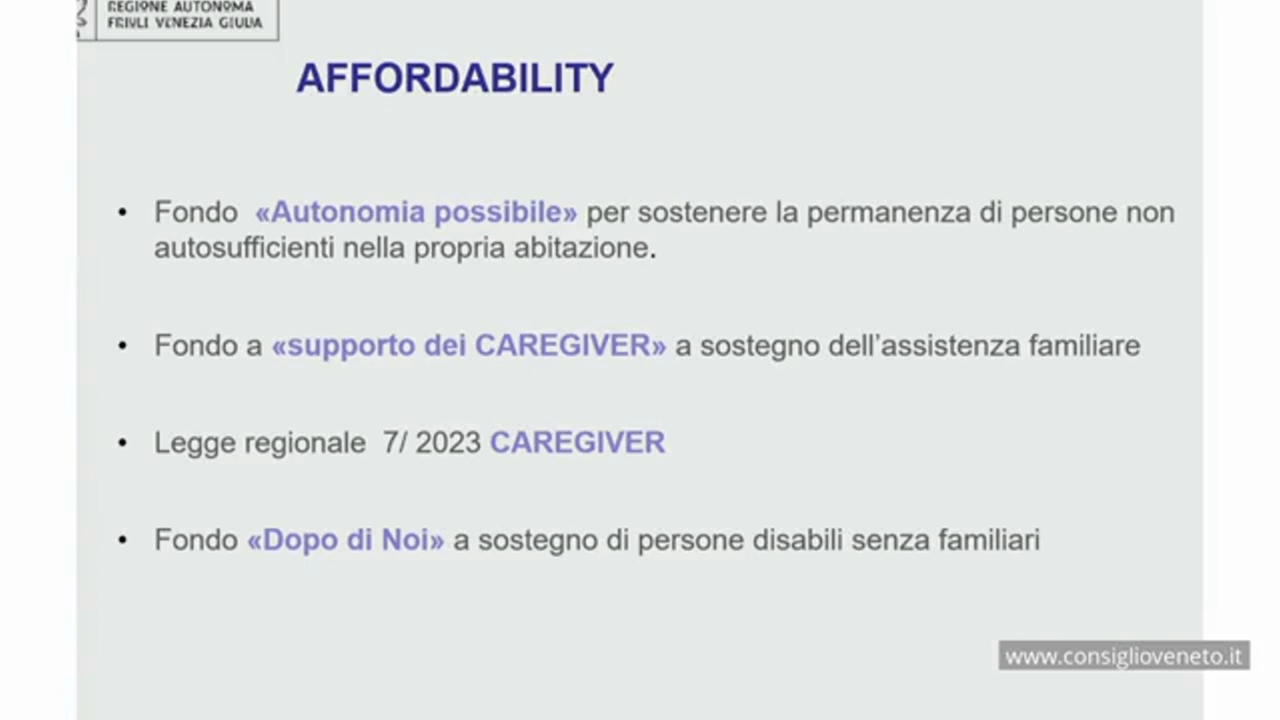 REGIONE AUTONOMA
FRIULI VENEZIA GIULIA
AFFORDABILITY
• Fondo «Autonomia possibile» per sostenere la permanenza di persone non
autosufficienti nella propria abitazione.
• Fondo a «supporto dei CAREGIVER» a sostegno dell'assistenza familiare
• Legge regionale 7/ 2023 CAREGIVER
• Fondo «Dopo di Noi» a sostegno di persone disabili senza familiari
www.consiglioveneto.it